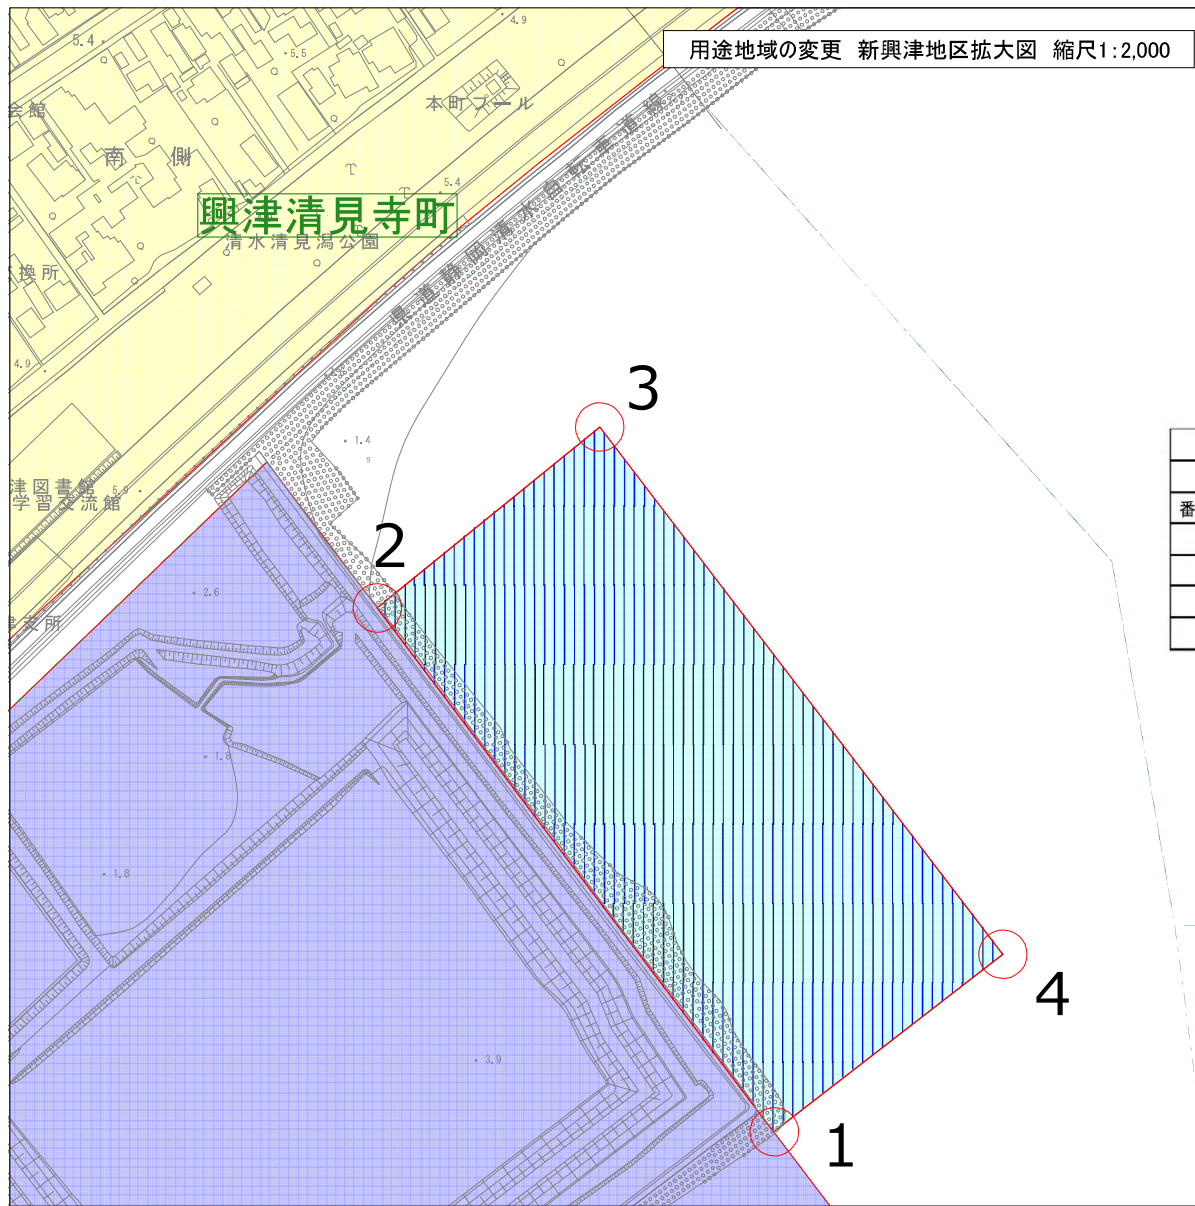 用途地域の変更 新興津地区拡大図 縮尺1:2,000
4.9
5.4
5.5
会館
本町プール
南 側
5.4
興津清見寺町
清水清見潟公園
換所
県道静岡清水自転車道線
4.9
3
1.4
s
津図書館
5.9
学習交流館
番
2
2.6
支所
1.8
1.8
4
3.9
1